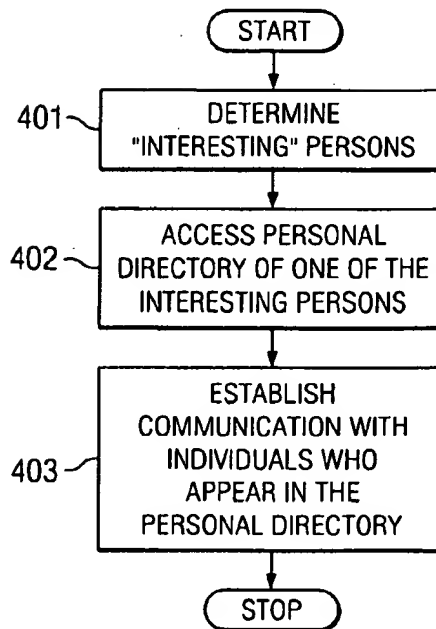 START
401
DETERMINE
"INTERESTING" PERSONS
402
ACCESS PERSONAL
DIRECTORY OF ONE OF THE
INTERESTING PERSONS
403
ESTABLISH
COMMUNICATION WITH
INDIVIDUALS WHO
APPEAR IN THE
PERSONAL DIRECTORY
STOP